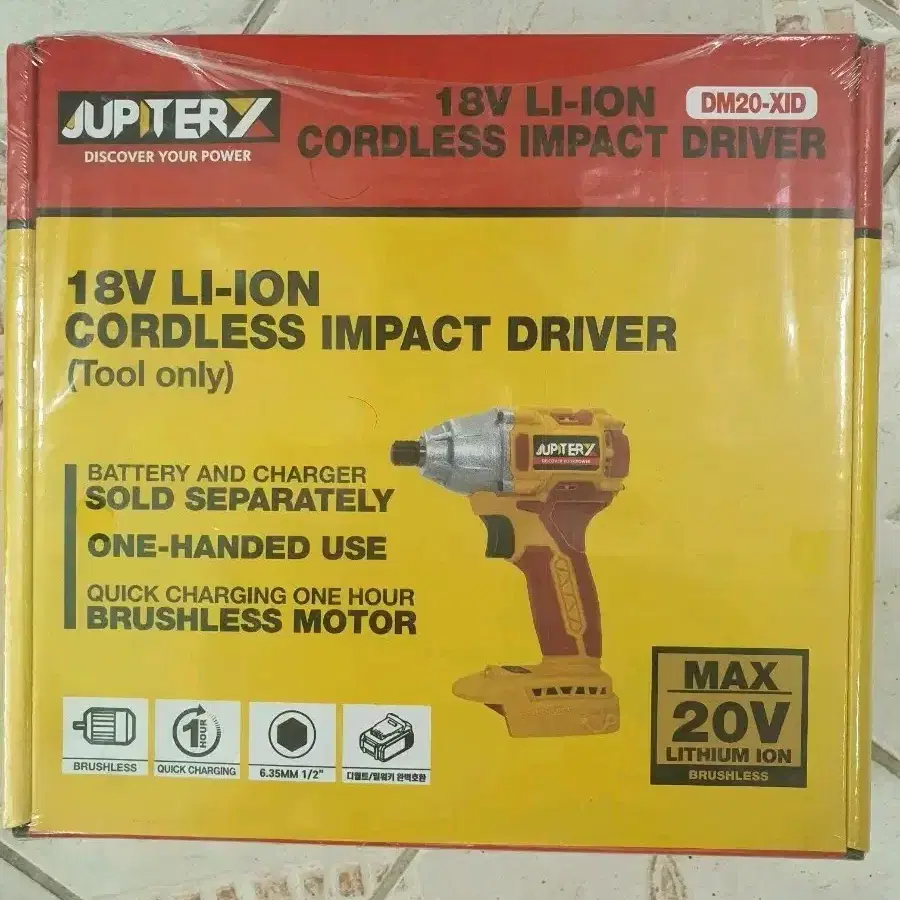 JUPITERX
DISCOVER YOUR POWER
18V LI-ION
DM20-XID
CORDLESS IMPACT DRIVER
18V LI-ION
CORDLESS IMPACT DRIVER
(Tool only)
BATTERY AND CHARGER
SOLD SEPARATELY
ONE-HANDED USE
QUICK CHARGING ONE HOUR
BRUSHLESS MOTOR
JUPITERX
DISCOVER YOUR POWER
BRUSHLESS
1 HOUR
QUICK CHARGING
6.35MM 1/2"
디월트/밀워키 완벽호환
MAX
20V
LITHIUM ION
BRUSHLESS